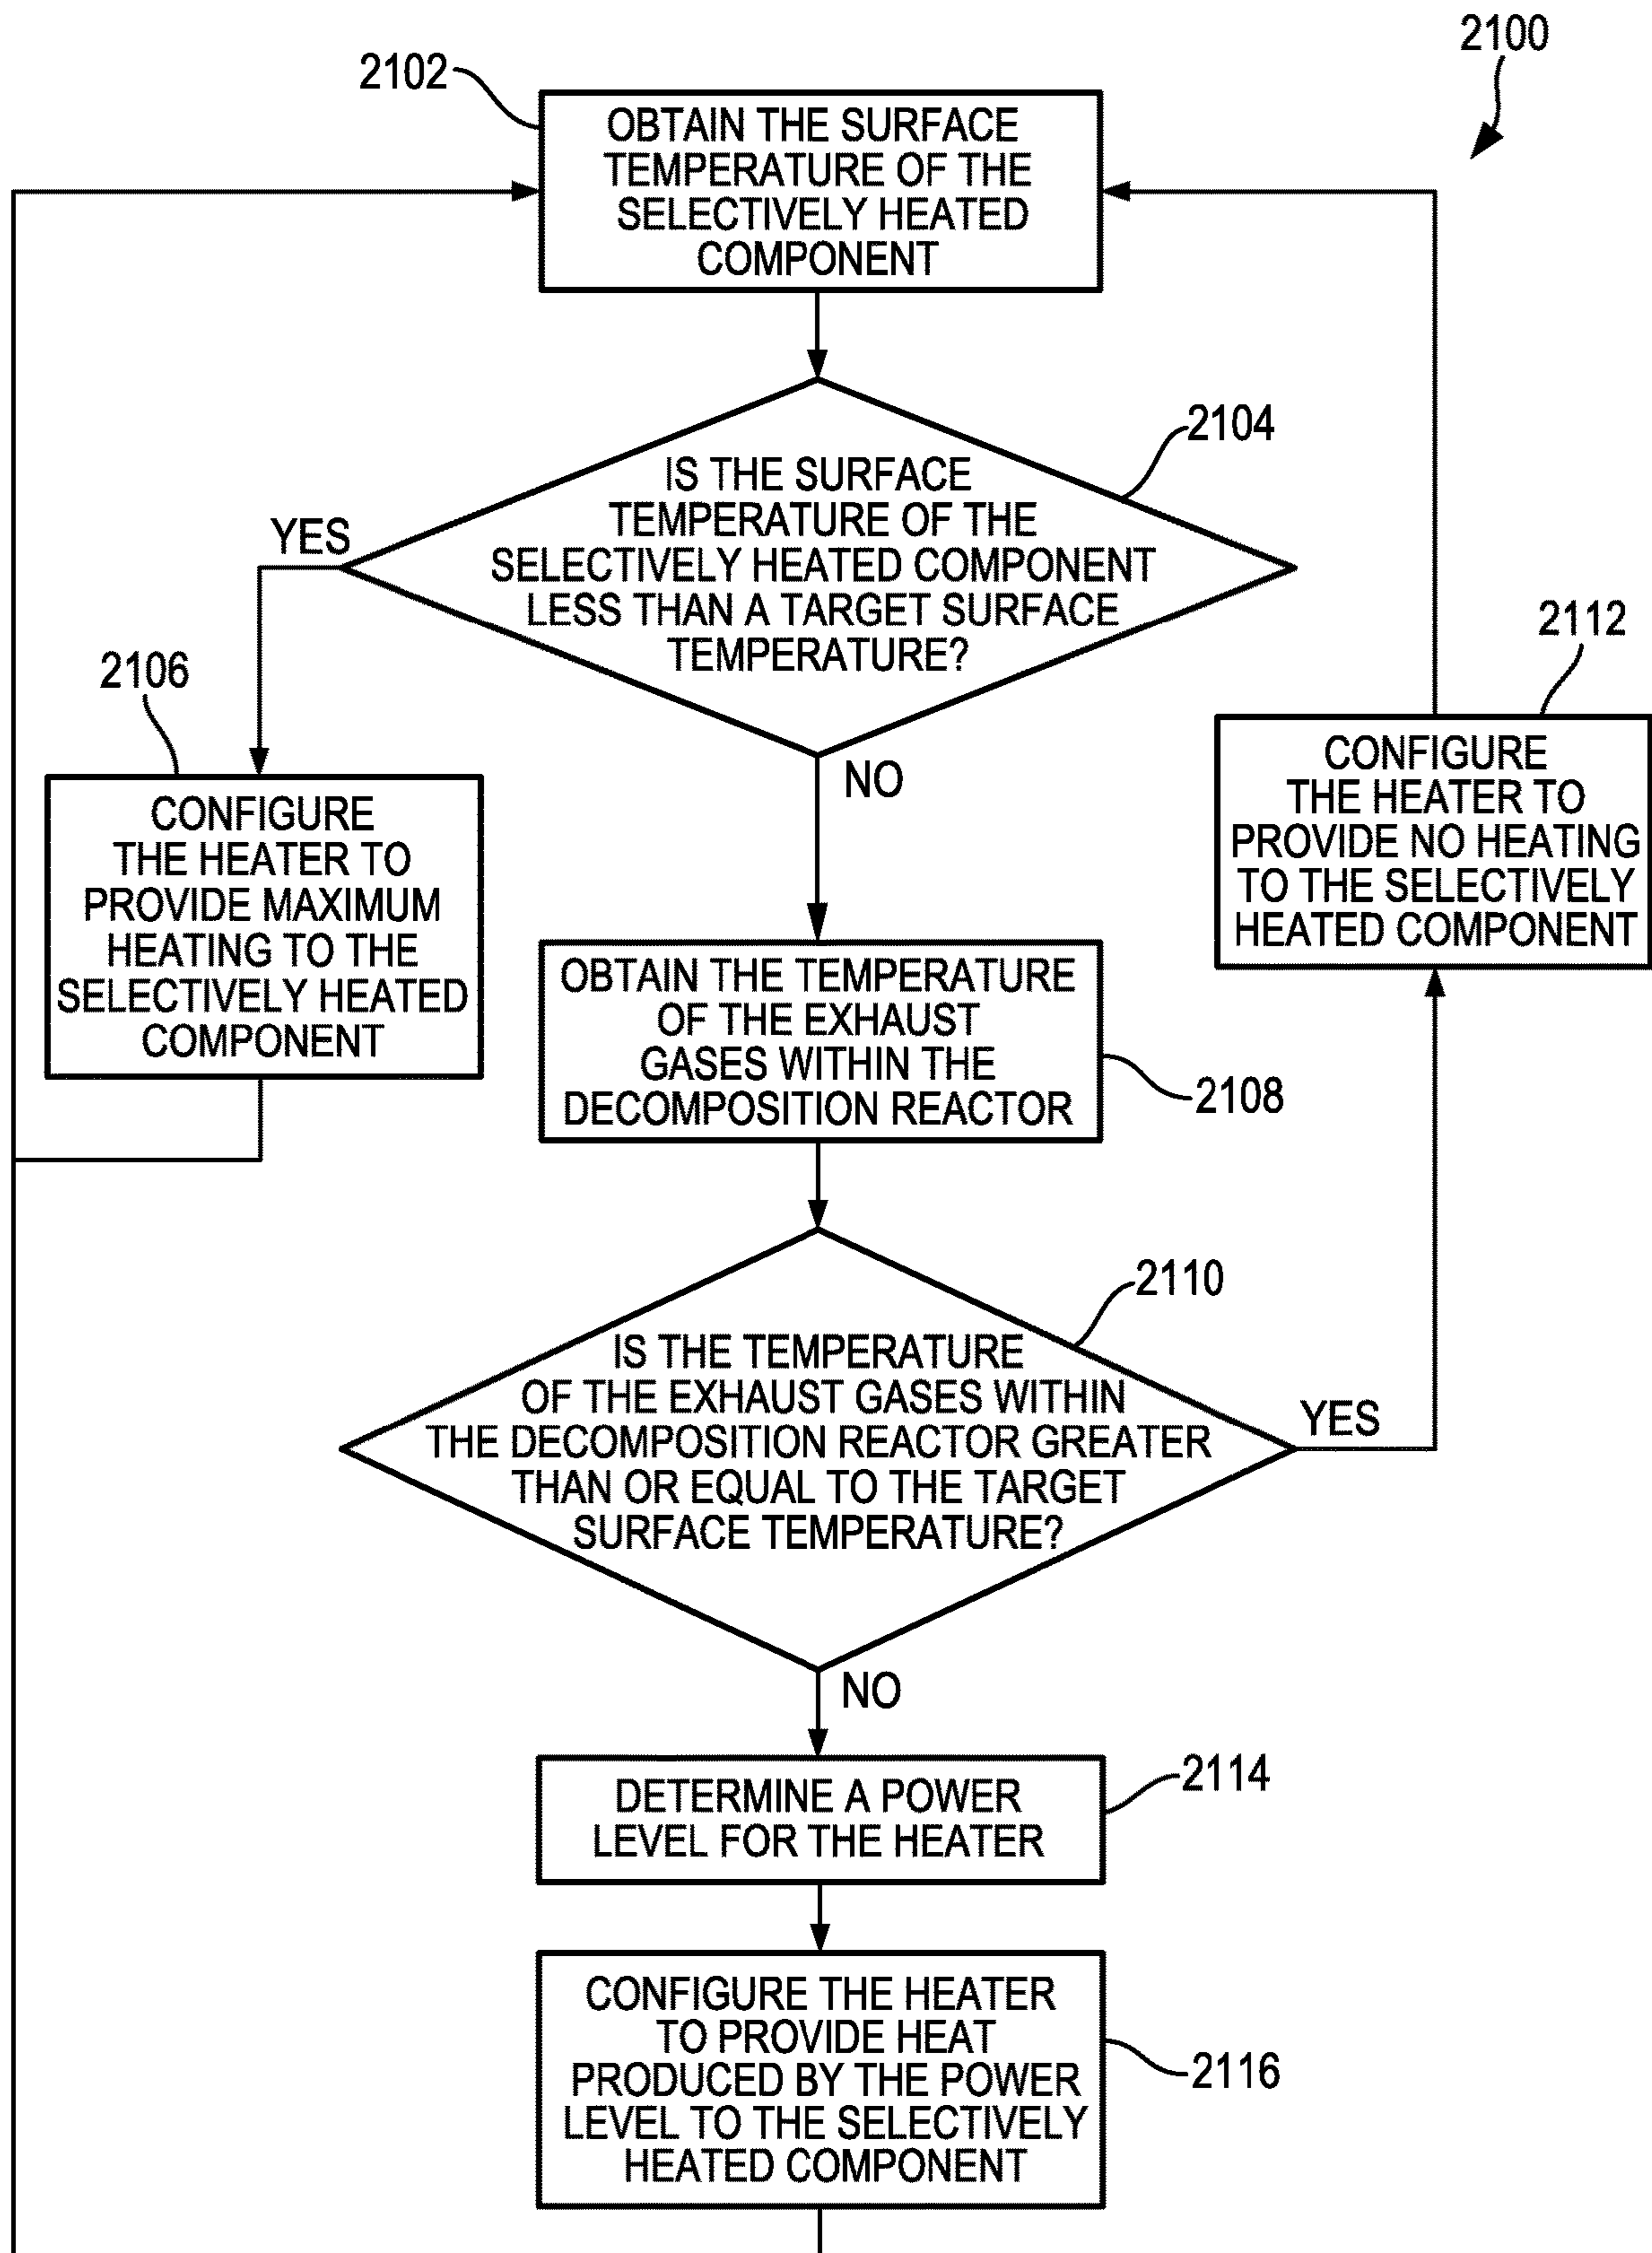 2100
2102
OBTAIN THE SURFACE
TEMPERATURE OF THE
SELECTIVELY HEATED
COMPONENT
2104
IS THE SURFACE
TEMPERATURE OF THE
SELECTIVELY HEATED COMPONENT
LESS THAN A TARGET SURFACE
TEMPERATURE?
YES
NO
2106
CONFIGURE
THE HEATER TO
PROVIDE MAXIMUM
HEATING TO THE
SELECTIVELY HEATED
COMPONENT
2112
CONFIGURE
THE HEATER TO
PROVIDE NO HEATING
TO THE SELECTIVELY
HEATED COMPONENT
OBTAIN THE TEMPERATURE
OF THE EXHAUST
GASES WITHIN THE
DECOMPOSITION REACTOR
2108
2110
IS THE TEMPERATURE
OF THE EXHAUST GASES WITHIN
THE DECOMPOSITION REACTOR GREATER
THAN OR EQUAL TO THE TARGET
SURFACE TEMPERATURE?
YES
NO
DETERMINE A POWER
LEVEL FOR THE HEATER
2114
CONFIGURE THE HEATER
TO PROVIDE HEAT
PRODUCED BY THE POWER
LEVEL TO THE SELECTIVELY
HEATED COMPONENT
2116